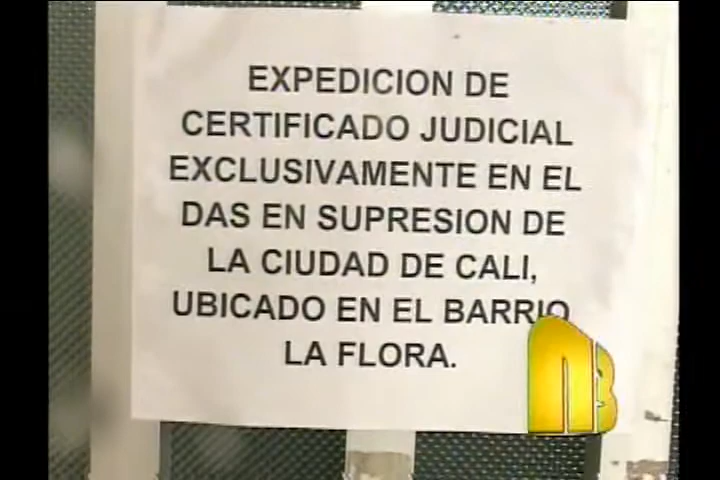 EXPEDICION DE
CERTIFICADO JUDICIAL
EXCLUSIVAMENTE EN EL
DAS EN SUPRESION DE
LA CIUDAD DE CALI,
UBICADO EN EL BARRIO
LA FLORA.